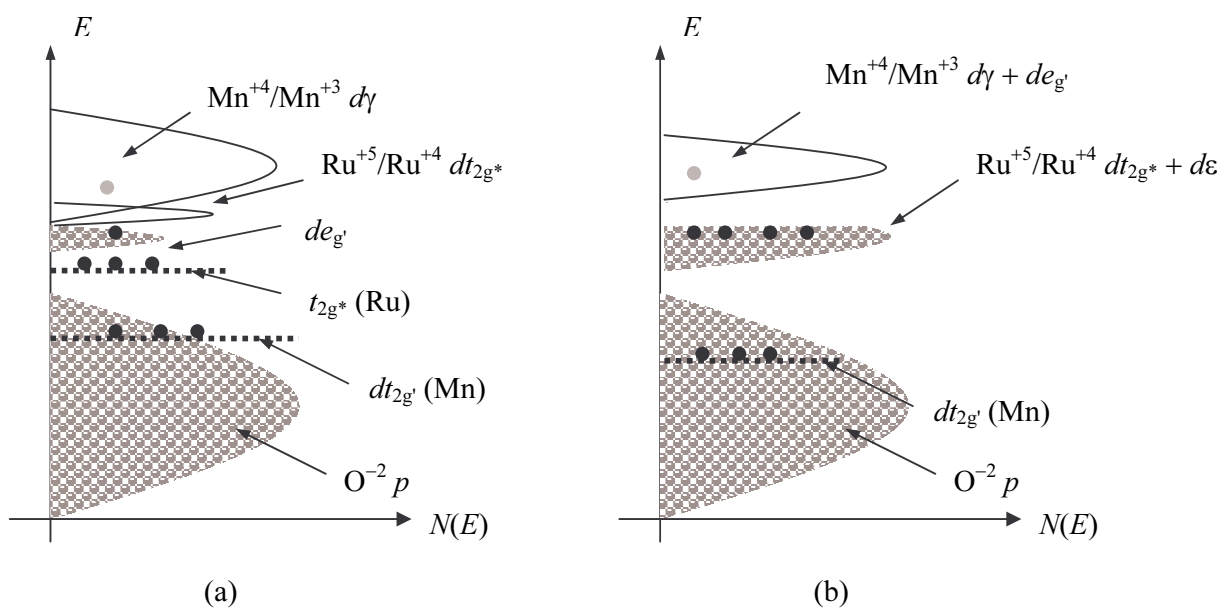 E
Mn⁺⁴/Mn⁺³ dγ
Ru⁺⁵/Ru⁺⁴ dt₂g*
deg'
t₂g* (Ru)
dt₂g' (Mn)
O⁻² p
N(E)
(a)
E
Mn⁺⁴/Mn⁺³ dγ + deg'
Ru⁺⁵/Ru⁺⁴ dt₂g* + dε
dt₂g' (Mn)
O⁻² p
N(E)
(b)